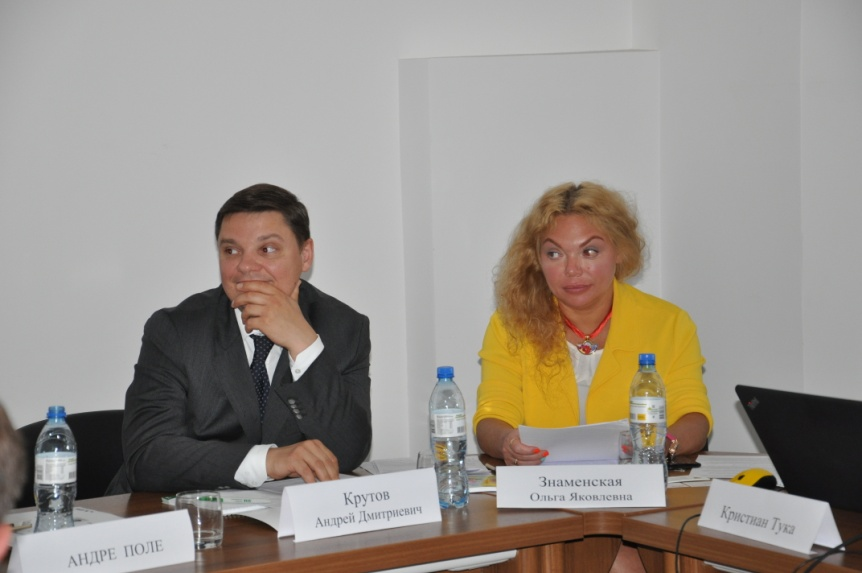 АНДРЕ ПОЛЕ
Крутов
Андрей Дмитриевич
Знаменская
Ольга Яковлевна
Кристиан Тука